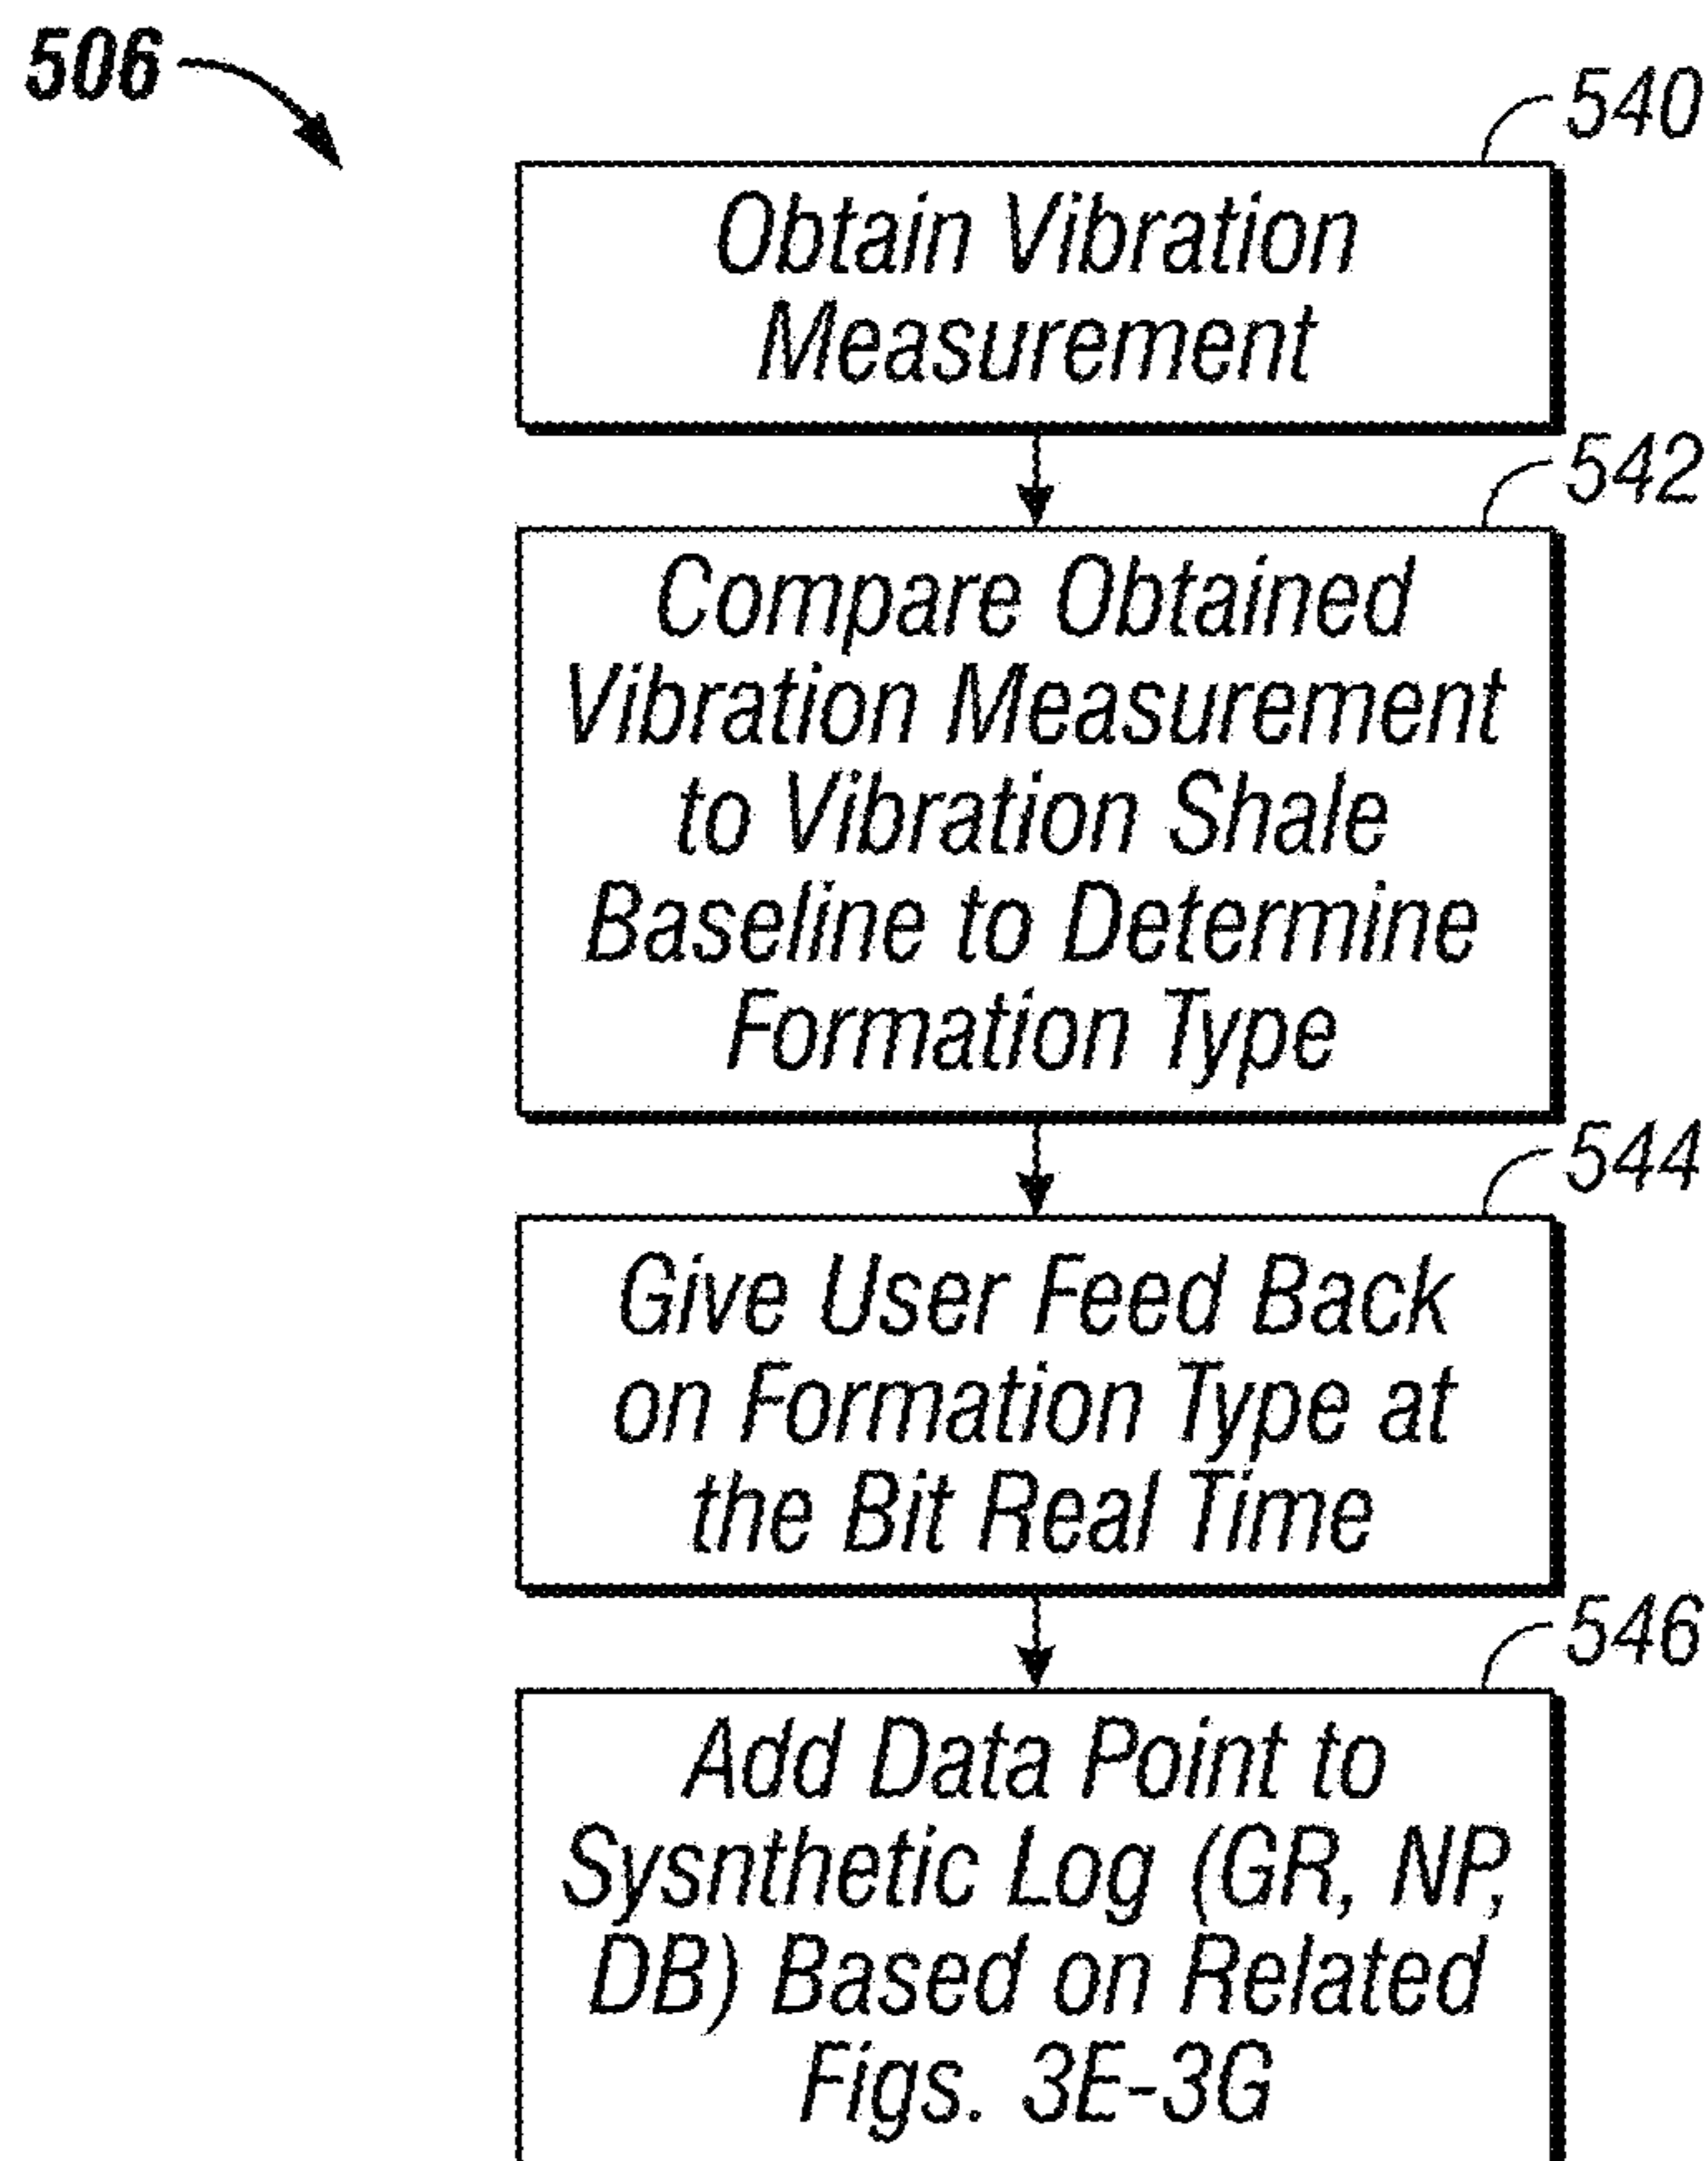 506
540
Obtain Vibration
Measurement
542
Compare Obtained
Vibration Measurement
to Vibration Shale
Baseline to Determine
Formation Type
544
Give User Feed Back
on Formation Type at
the Bit Real Time
546
Add Data Point to
Sysnthetic Log (GR, NP,
DB) Based on Related
Figs. 3E-3G